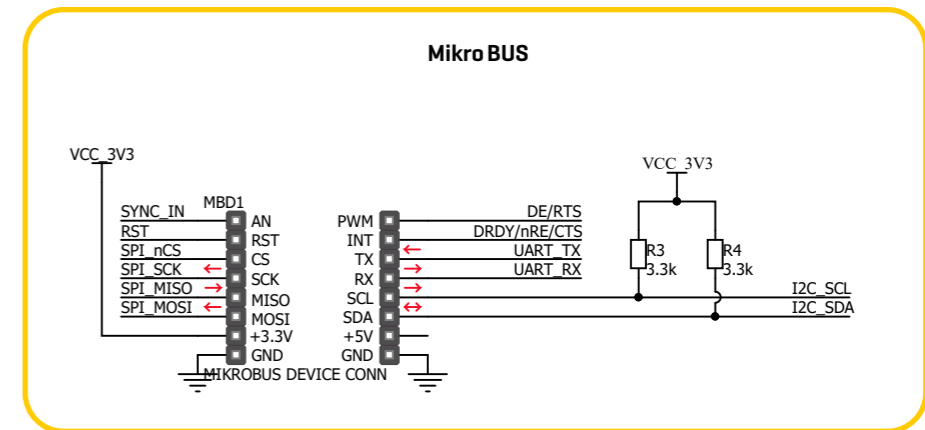 Mikro BUS
VCC_3V3
VCC_3V3
MBD1
SYNC_IN
AN
PWM
DE/RTS
RST
RST
INT
DRDY/nRE/CTS
SPI_nCS
CS
TX
UART_TX
SPI_SCK
SCK
RX
UART_RX
SPI_MISO
MISO
SCL
I2C_SCL
SPI_MOSI
MOSI
SDA
I2C_SDA
+3.3V
+5V
GND
GND
MIKROBUS DEVICE CONN
R3
3.3k
R4
3.3k